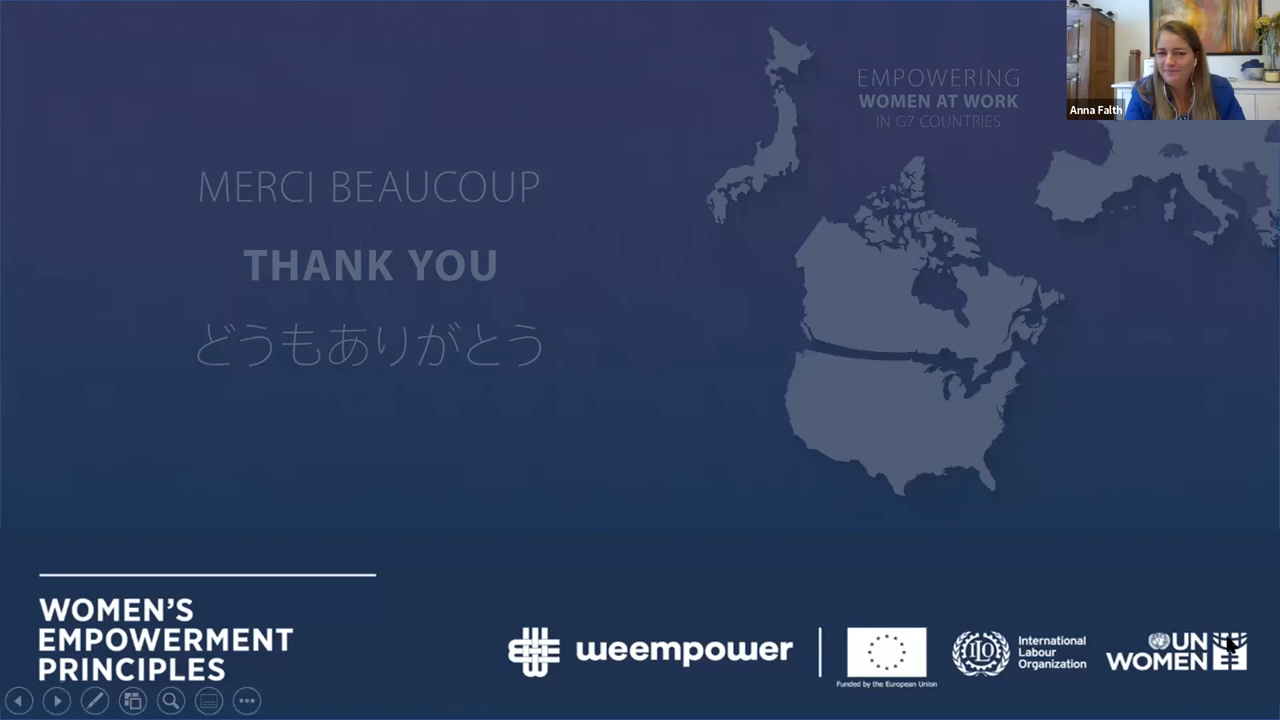 EMPOWERING
WOMEN AT WORK
IN G7 COUNTRIES
Anna Falth
MERCI BEAUCOUP
THANK YOU
どうもありがとう
WOMEN'S
EMPOWERMENT
PRINCIPLES
weempower
Funded by the European Union
International
Labour
Organization
UN
WOMEN